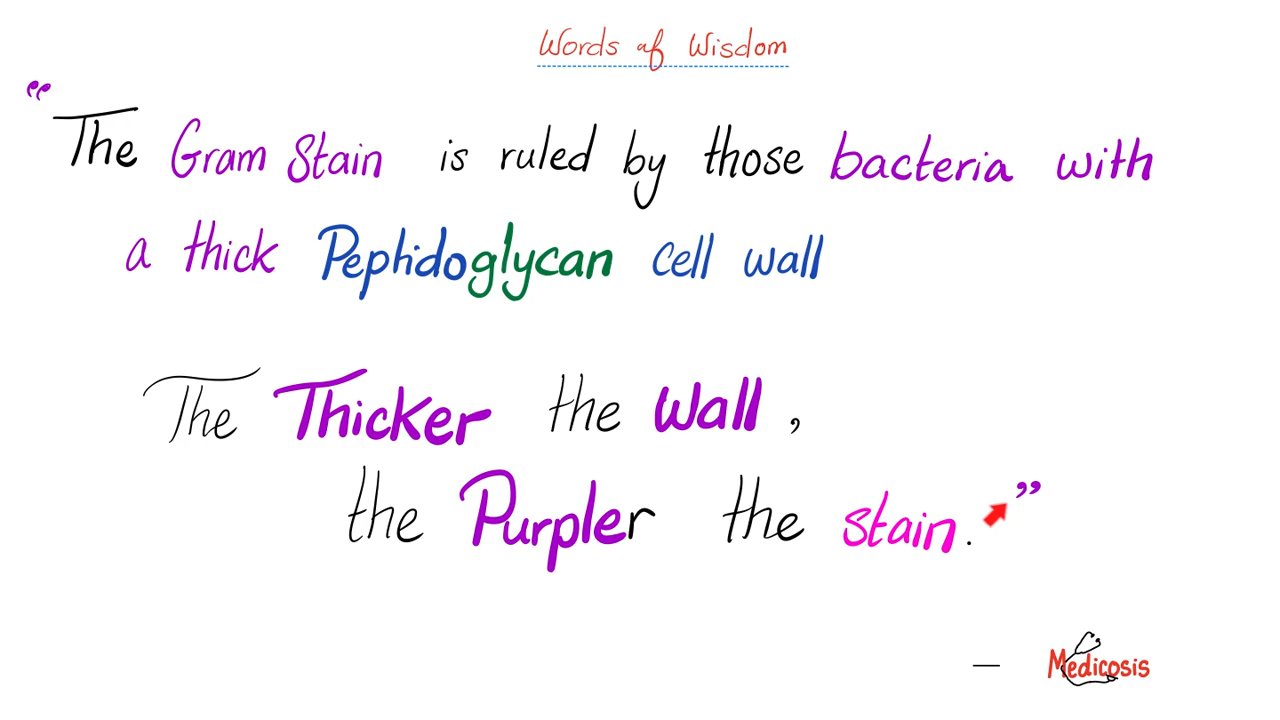 Words of Wisdom
“The Gram Stain is ruled by those bacteria with
a thick Peptidoglycan cell wall
The Thicker the Wall,
the Purpler the stain.”
— Medicosis